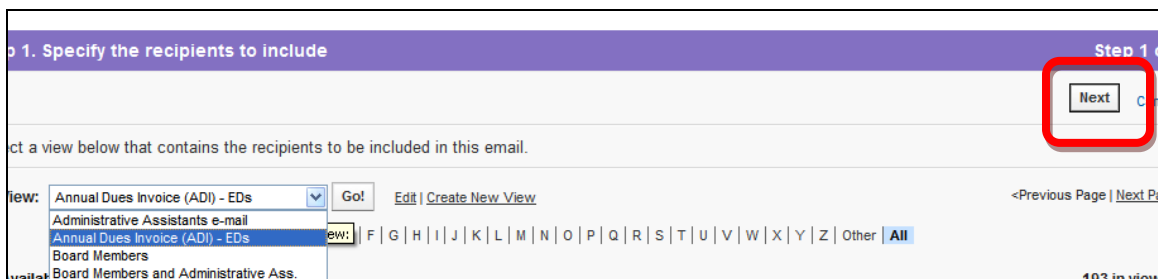 p 1. Specify the recipients to include Step 1 o
Next Can
ect a view below that contains the recipients to be included in this email.
iew: Annual Dues Invoice (ADI) - EDs Go! Edit | Create New View <Previous Page | Next Pa
Administrative Assistants e-mail
Annual Dues Invoice (ADI) - EDs ew: | F | G | H | I | J | K | L | M | N | O | P | Q | R | S | T | U | V | W | X | Y | Z | Other | All
Board Members
vailab Board Members and Administrative Ass. 193 in view